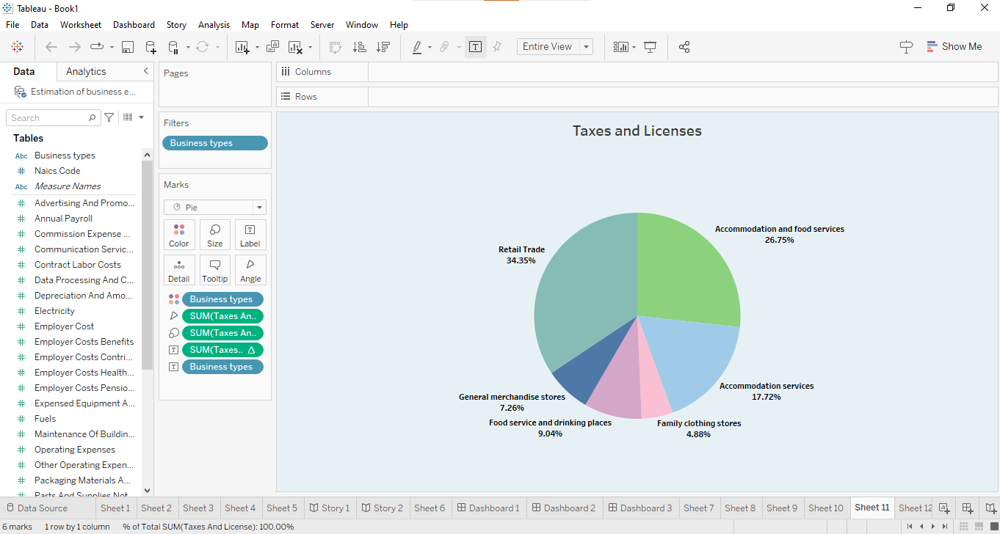 Tableau - Book1
File Data Worksheet Dashboard Story Analysis Map Format Server Window Help
Entire View
Show Me
Data Analytics
Estimation of business e...
Search
Tables
Abc Business types
# Naics Code
Abc Measure Names
# Advertising And Promo...
# Annual Payroll
# Commission Expense ...
# Communication Servic...
# Contract Labor Costs
# Data Processing And C...
# Depreciation And Amo...
# Electricity
# Employer Cost
# Employer Costs Benefits
# Employer Costs Contri...
# Employer Costs Health...
# Employer Costs Pensio...
# Expensed Equipment A...
# Fuels
# Maintenance Of Buildin...
# Operating Expenses
# Other Operating Expen...
# Packaging Materials A...
# Parts And Supplies Not
Pages
Filters
Business types
Marks
Pie
Color Size Label
Detail Tooltip Angle
Business types
SUM(Taxes An..
SUM(Taxes An..
SUM(Taxes.. Δ
Business types
Columns
Rows
Taxes and Licenses
Accommodation and food services
26.75%
Retail Trade
34.35%
Accommodation services
17.72%
General merchandise stores
7.26%
Food service and drinking places
9.04%
Family clothing stores
4.88%
Data Source Sheet 1 Sheet 2 Sheet 3 Sheet 4 Sheet 5 Story 1 Story 2 Sheet 6 Dashboard 1 Dashboard 2 Dashboard 3 Sheet 7 Sheet 8 Sheet 9 Sheet 10 Sheet 11 Sheet 12
6 marks 1 row by 1 column % of Total SUM(Taxes And License): 100.00%